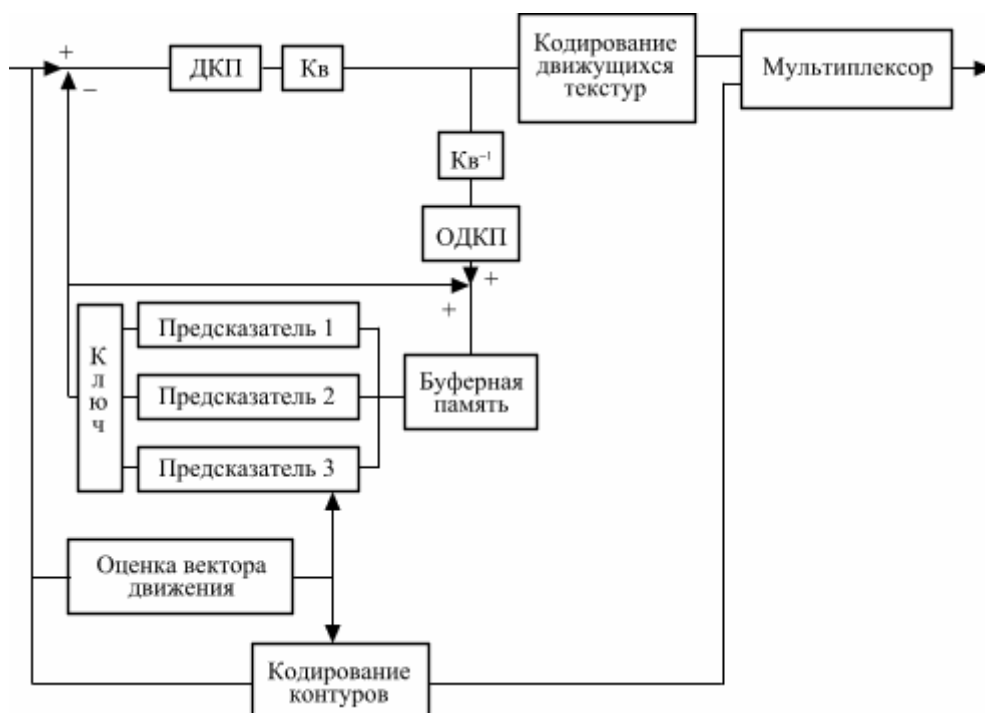 +
−
ДКП
Кв
Кодирование
движущихся
текстур
Мультиплексор
Кв⁻¹
ОДКП
+
+
К
л
ю
ч
Предсказатель 1
Предсказатель 2
Предсказатель 3
Буферная
память
Оценка вектора
движения
Кодирование
контуров